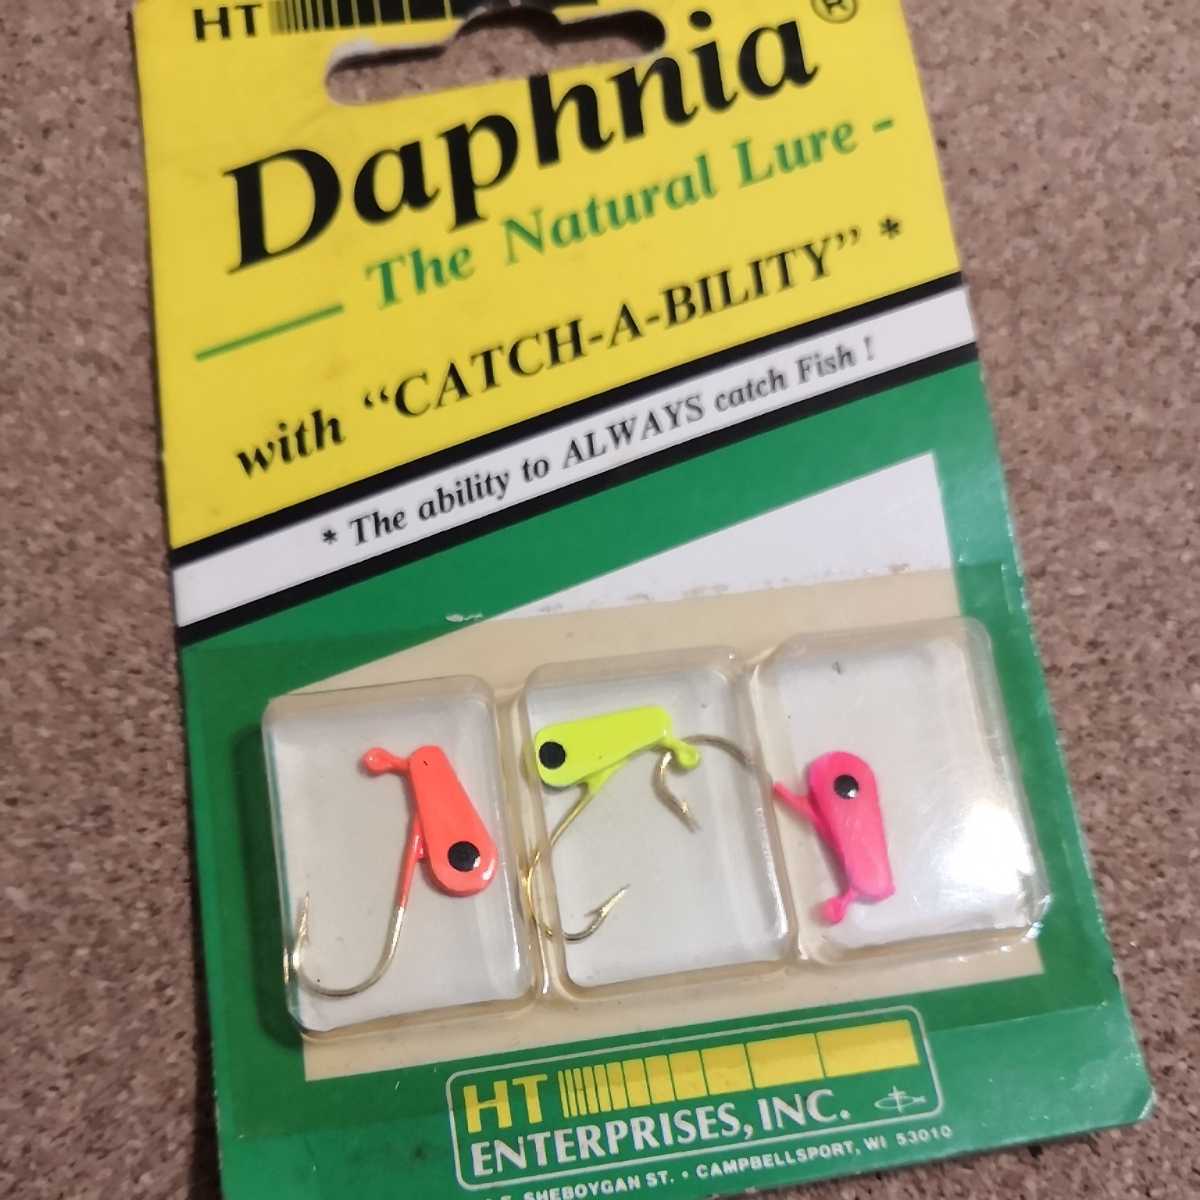 HT
Daphnia®
The Natural Lure -
with “CATCH-A-BILITY” *
* The ability to ALWAYS catch Fish !
HT
ENTERPRISES, INC.
E. SHEBOYGAN ST. • CAMPBELLSPORT, WI 53010